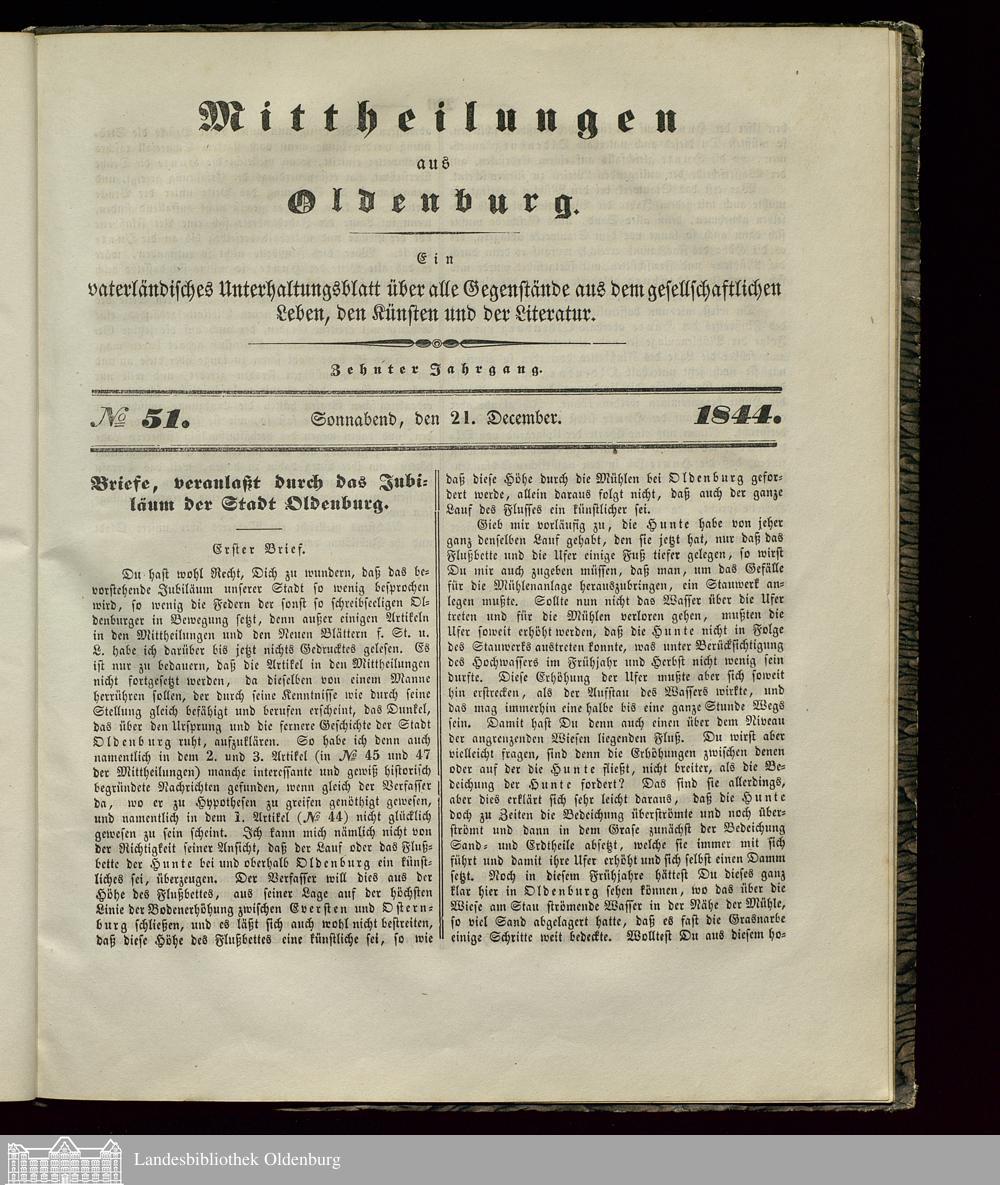 Mittheilungen
aus
Oldenburg.
Ein
vaterländisches Unterhaltungsblatt über alle Gegenstände aus dem gesellschaftlichen
Leben, den Künsten und der Literatur.
Zehnter Jahrgang.
№ 51. Sonnabend, den 21. December. 1844.
Briefe, veranlaßt durch das Jubi-
läum der Stadt Oldenburg.
Erster Brief.
Du hast wohl Recht, Dich zu wundern, daß das be-
vorstehende Jubiläum unserer Stadt so wenig besprochen
wird, so wenig die Federn der sonst so schreibseeligen Ol-
denburger in Bewegung setzt, denn außer einigen Artikeln
in den Mittheilungen und den Neuen Blättern f. St. u.
L. habe ich darüber bis jetzt nichts Gedrucktes gelesen. Es
ist nur zu bedauern, daß die Artikel in den Mittheilungen
nicht fortgesetzt werden, da dieselben von einem Manne
herrühren sollen, der durch seine Kenntnisse wie durch seine
Stellung gleich befähigt und berufen erscheint, das Dunkel,
das über den Ursprung und die fernere Geschichte der Stadt
Oldenburg ruht, aufzuklären. So habe ich denn auch
namentlich in dem 2. und 3. Artikel (in № 45 und 47
der Mittheilungen) manche interessante und gewiß historisch
begründete Nachrichten gefunden, wenn gleich der Verfasser
da, wo er zu Hypothesen zu greifen genöthigt gewesen,
und namentlich in dem 1. Artikel (№ 44) nicht glücklich
gewesen zu sein scheint. Ich kann mich nämlich nicht von
der Richtigkeit seiner Ansicht, daß der Lauf oder das Fluß-
bette der Hunte bei und oberhalb Oldenburg ein künst-
liches sei, überzeugen. Der Verfasser will dies aus der
Höhe des Flußbettes, aus seiner Lage auf der höchsten
Linie der Bodenerhöhung zwischen Eversten und Ostern-
burg schließen, und es läßt sich auch wohl nicht bestreiten,
daß diese Höhe des Flußbettes eine künstliche sei, so wie
daß diese Höhe durch die Mühlen bei Oldenburg gefor-
dert werde, allein daraus folgt nicht, daß auch der ganze
Lauf des Flusses ein künstlicher sei.
Gieb mir vorläufig zu, die Hunte habe von jeher
ganz denselben Lauf gehabt, den sie jetzt hat, nur daß das
Flußbette und die Ufer einige Fuß tiefer gelegen, so wirst
Du mir auch zugeben müssen, daß man, um das Gefälle
für die Mühlenanlage herauszubringen, ein Stauwerk an-
legen mußte. Sollte nun nicht das Wasser über die Ufer
treten und für die Mühlen verloren gehen, mußten die
Ufer soweit erhöht werden, daß die Hunte nicht in Folge
des Stauwerks austreten konnte, was unter Berücksichtigung
des Hochwassers im Frühjahr und Herbst nicht wenig sein
durfte. Diese Erhöhung der Ufer mußte aber sich soweit
hin erstrecken, als der Aufstau des Wassers wirkte, und
das mag immerhin eine halbe bis eine ganze Stunde Wegs
sein. Damit hast Du denn auch einen über dem Niveau
der angrenzenden Wiesen liegenden Fluß. Du wirst aber
vielleicht fragen, sind denn die Erhöhungen zwischen denen
oder auf der die Hunte fließt, nicht breiter, als die Be-
deichung der Hunte fordert? Das sind sie allerdings,
aber dies erklärt sich sehr leicht daraus, daß die Hunte
doch zu Zeiten die Bedeichung überströmte und noch über-
strömt und dann in dem Grase zunächst der Bedeichung
Sand- und Erdtheile absetzt, welche sie immer mit sich
führt und damit ihre Ufer erhöht und sich selbst einen Damm
setzt. Noch in diesem Frühjahre hättest Du dieses ganz
klar hier in Oldenburg sehen können, wo das über die
Wiese am Stau strömende Wasser in der Nähe der Mühle,
so viel Sand abgelagert hatte, daß es fast die Grasnarbe
einige Schritte weit bedeckte. Wolltest Du aus diesem ho-
Landesbibliothek Oldenburg